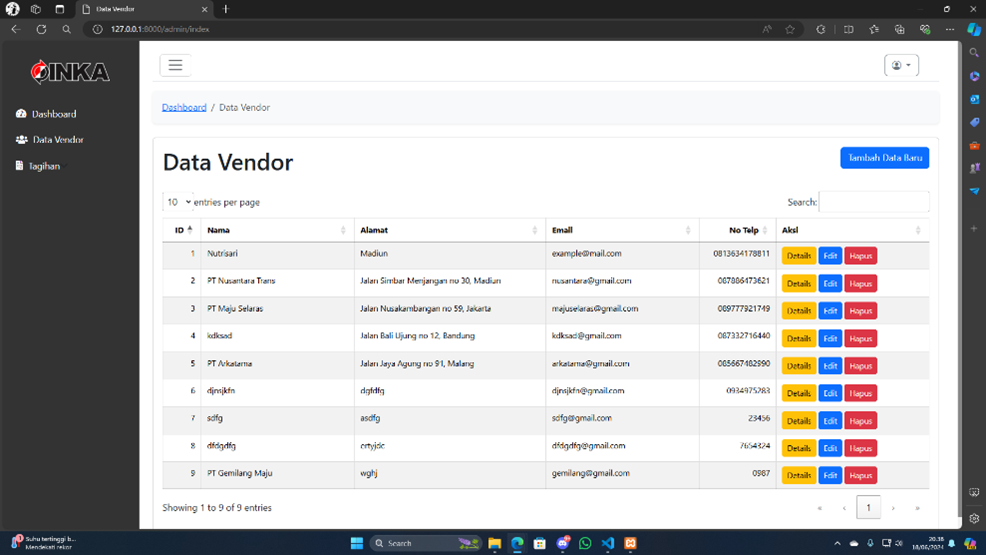 Data Vendor
127.0.0.1:8000/admin/index
INKA
Dashboard
Data Vendor
Tagihan
Dashboard / Data Vendor
Data Vendor
Tambah Data Baru
10 entries per page
Search:
ID Nama Alamat Email No Telp Aksi
1 Nutrisari Madiun example@mail.com 0813634178811 Details Edit Hapus
2 PT Nusantara Trans Jalan Simbar Menjangan no 30, Madiun nusantara@gmail.com 087886473621 Details Edit Hapus
3 PT Maju Selaras Jalan Nusakambangan no 59, Jakarta majuselaras@gmail.com 089777921749 Details Edit Hapus
4 kdksad Jalan Bali Ujung no 12, Bandung kdksad@gmail.com 087332716440 Details Edit Hapus
5 PT Arkatama Jalan Jaya Agung no 91, Malang arkatama@gmail.com 085667482990 Details Edit Hapus
6 djnsjkfn dgfdfg djnsjkfn@gmail.com 0934975283 Details Edit Hapus
7 sdfg asdfg sdfg@gmail.com 23456 Details Edit Hapus
8 dfdgdfg ertyjdc dfdgdfg@gmail.com 7654324 Details Edit Hapus
9 PT Gemilang Maju wghj gemilang@gmail.com 0987 Details Edit Hapus
Showing 1 to 9 of 9 entries
« ‹ 1 › »
Suhu tertinggi b...
Mendekati rekor
Search
20.38
18/06/2024